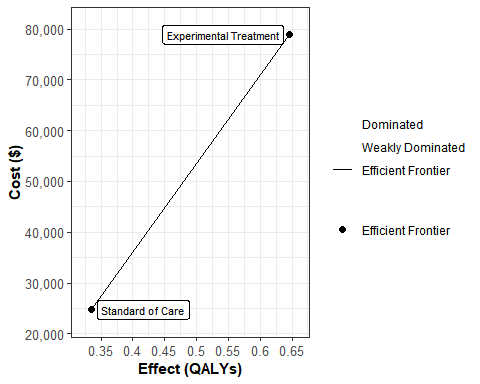 80,000
70,000
60,000
50,000
40,000
30,000
20,000
Cost ($)
Experimental Treatment
Standard of Care
0.35 0.4 0.45 0.5 0.55 0.6 0.65
Effect (QALYs)
Dominated
Weakly Dominated
Efficient Frontier
Efficient Frontier